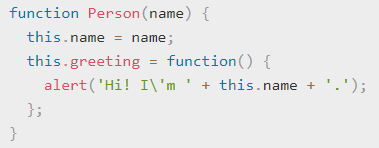 function Person(name) {
  this.name = name;
  this.greeting = function() {
    alert('Hi! I\'m ' + this.name + '.');
  };
}